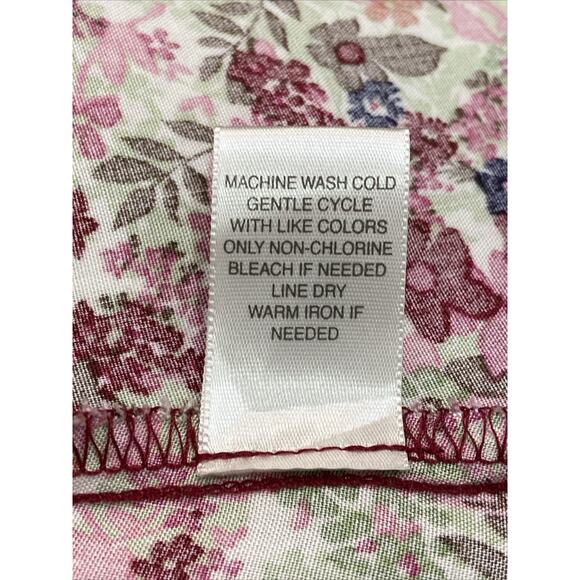 MACHINE WASH COLD
GENTLE CYCLE
WITH LIKE COLORS
ONLY NON-CHLORINE
BLEACH IF NEEDED
LINE DRY
WARM IRON IF
NEEDED